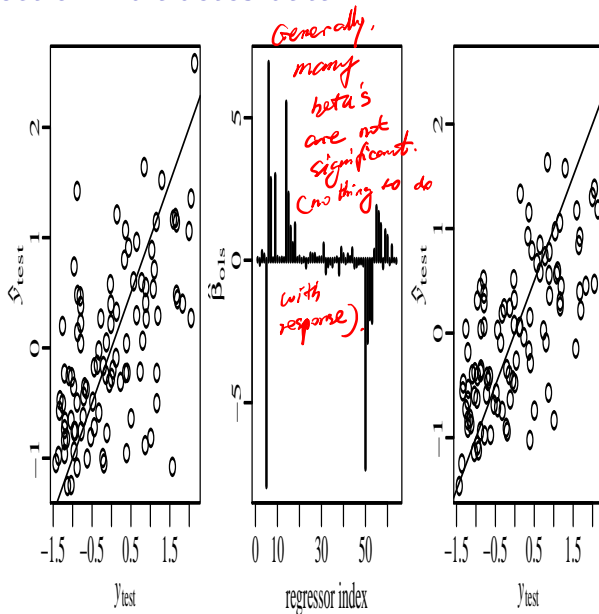 Generally,
many
beta's
are not
significant.
(nothing to do
with
response).
ŷtest
2
1
0
−1
−1.5 −0.5 0.5 1.5
ytest
β̂ols
5
0
−5
0 10 30 50
regressor index
ŷtest
2
1
0
−1
−1.5 −0.5 0.5 1.5
ytest